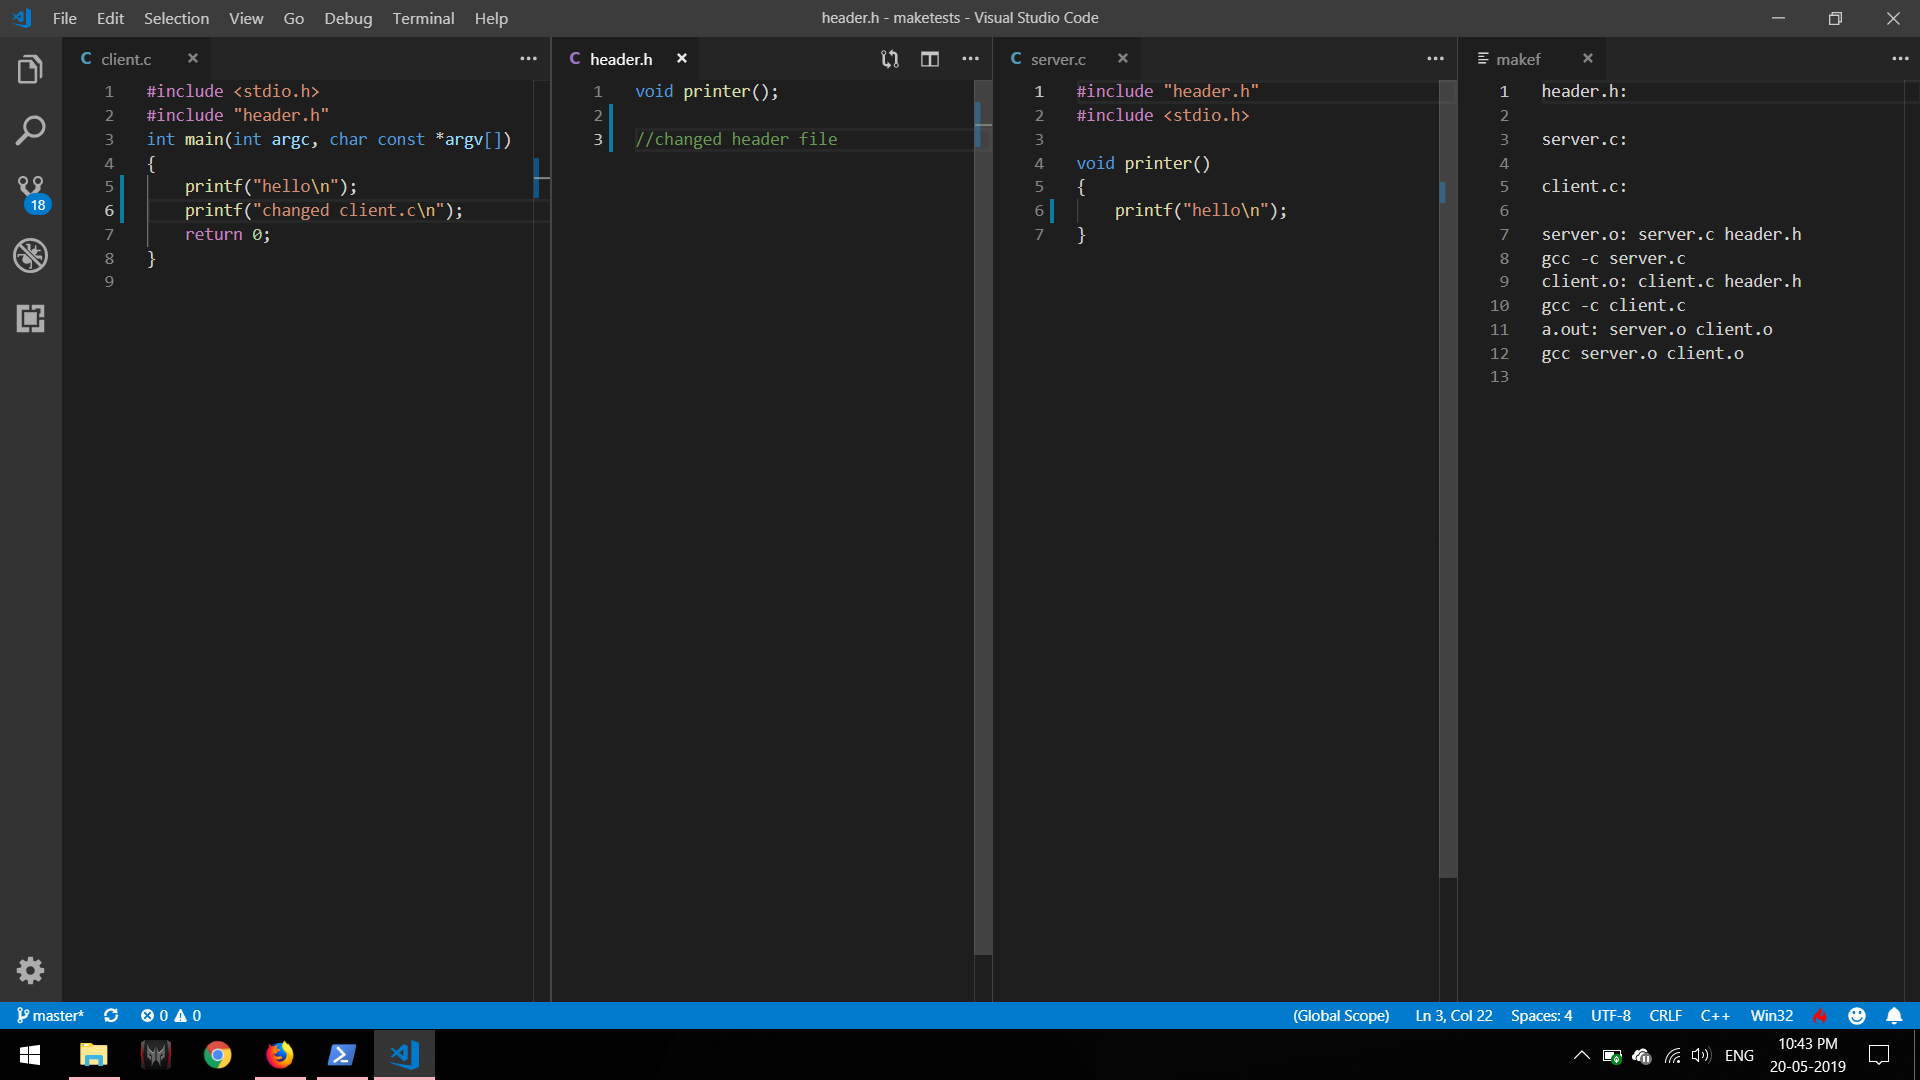 File Edit Selection View Go Debug Terminal Help
header.h - maketests - Visual Studio Code
client.c
1 #include <stdio.h>
2 #include "header.h"
3 int main(int argc, char const *argv[])
4 {
5     printf("hello\n");
6     printf("changed client.c\n");
7     return 0;
8 }
9
header.h
1 void printer();
2
3 //changed header file
server.c
1 #include "header.h"
2 #include <stdio.h>
3
4 void printer()
5 {
6     printf("hello\n");
7 }
makef
1 header.h:
2
3 server.c:
4
5 client.c:
6
7 server.o: server.c header.h
8 gcc -c server.c
9 client.o: client.c header.h
10 gcc -c client.c
11 a.out: server.o client.o
12 gcc server.o client.o
13
18
master* 0 0 (Global Scope) Ln 3, Col 22 Spaces: 4 UTF-8 CRLF C++ Win32
ENG
10:43 PM
20-05-2019